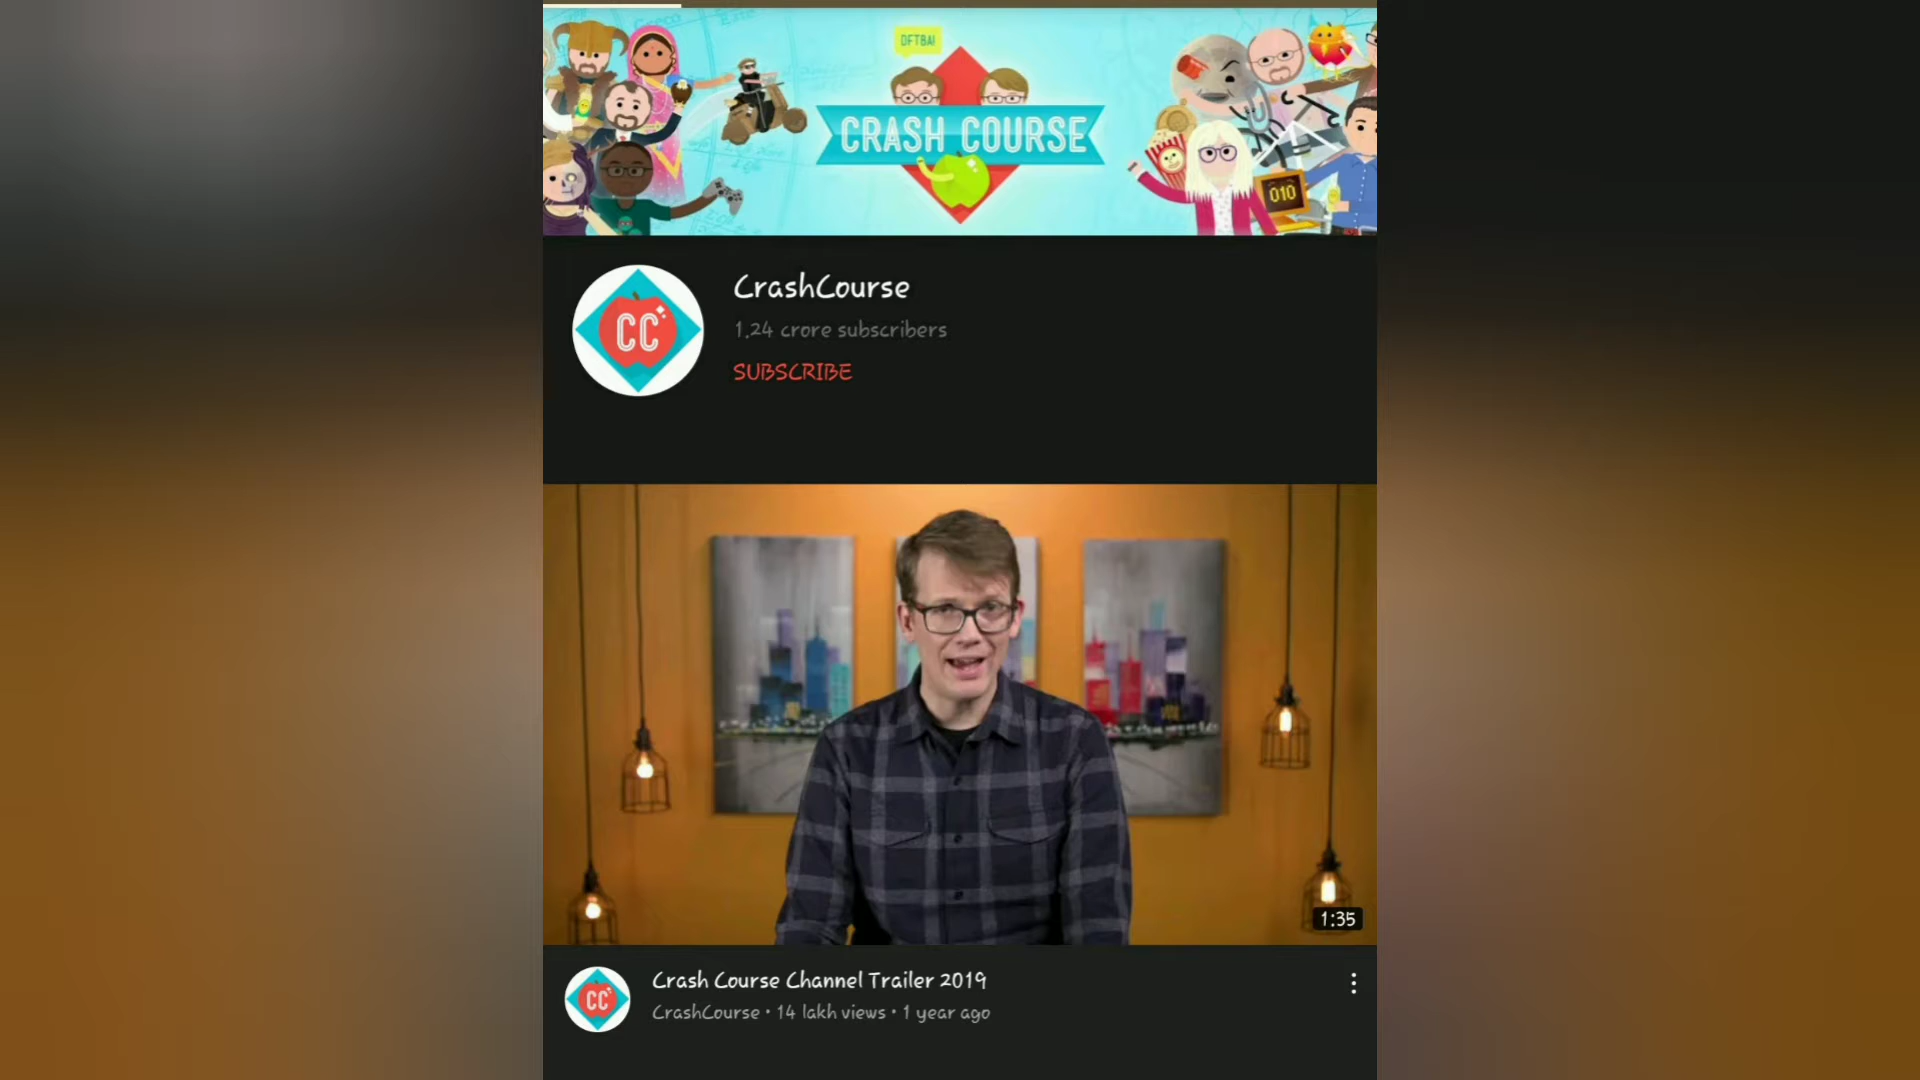 DFTBA!
CRASH COURSE
010
CC
CrashCourse
1.24 crore subscribers
SUBSCRIBE
1:35
CC
Crash Course Channel Trailer 2019
CrashCourse • 14 lakh views • 1 year ago